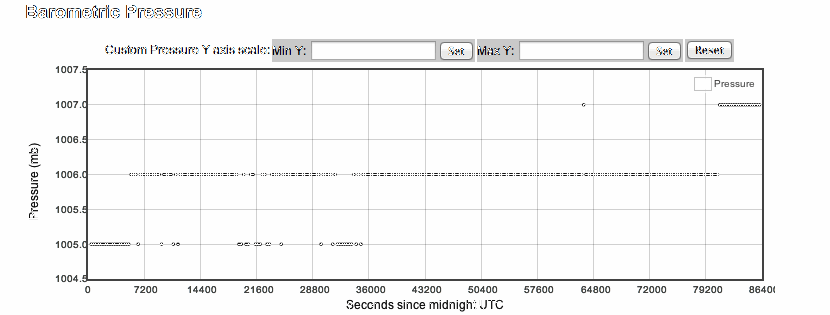 Barometric Pressure
Custom Pressure Y axis scale: Min Y: Set Max Y: Set Reset
1007.5
Pressure
1007.0
1006.5
1006.0
1005.5
1005.0
1004.5
Pressure (mb)
0 7200 14400 21600 28800 36000 43200 50400 57600 64800 72000 79200 8640
Seconds since midnight UTC